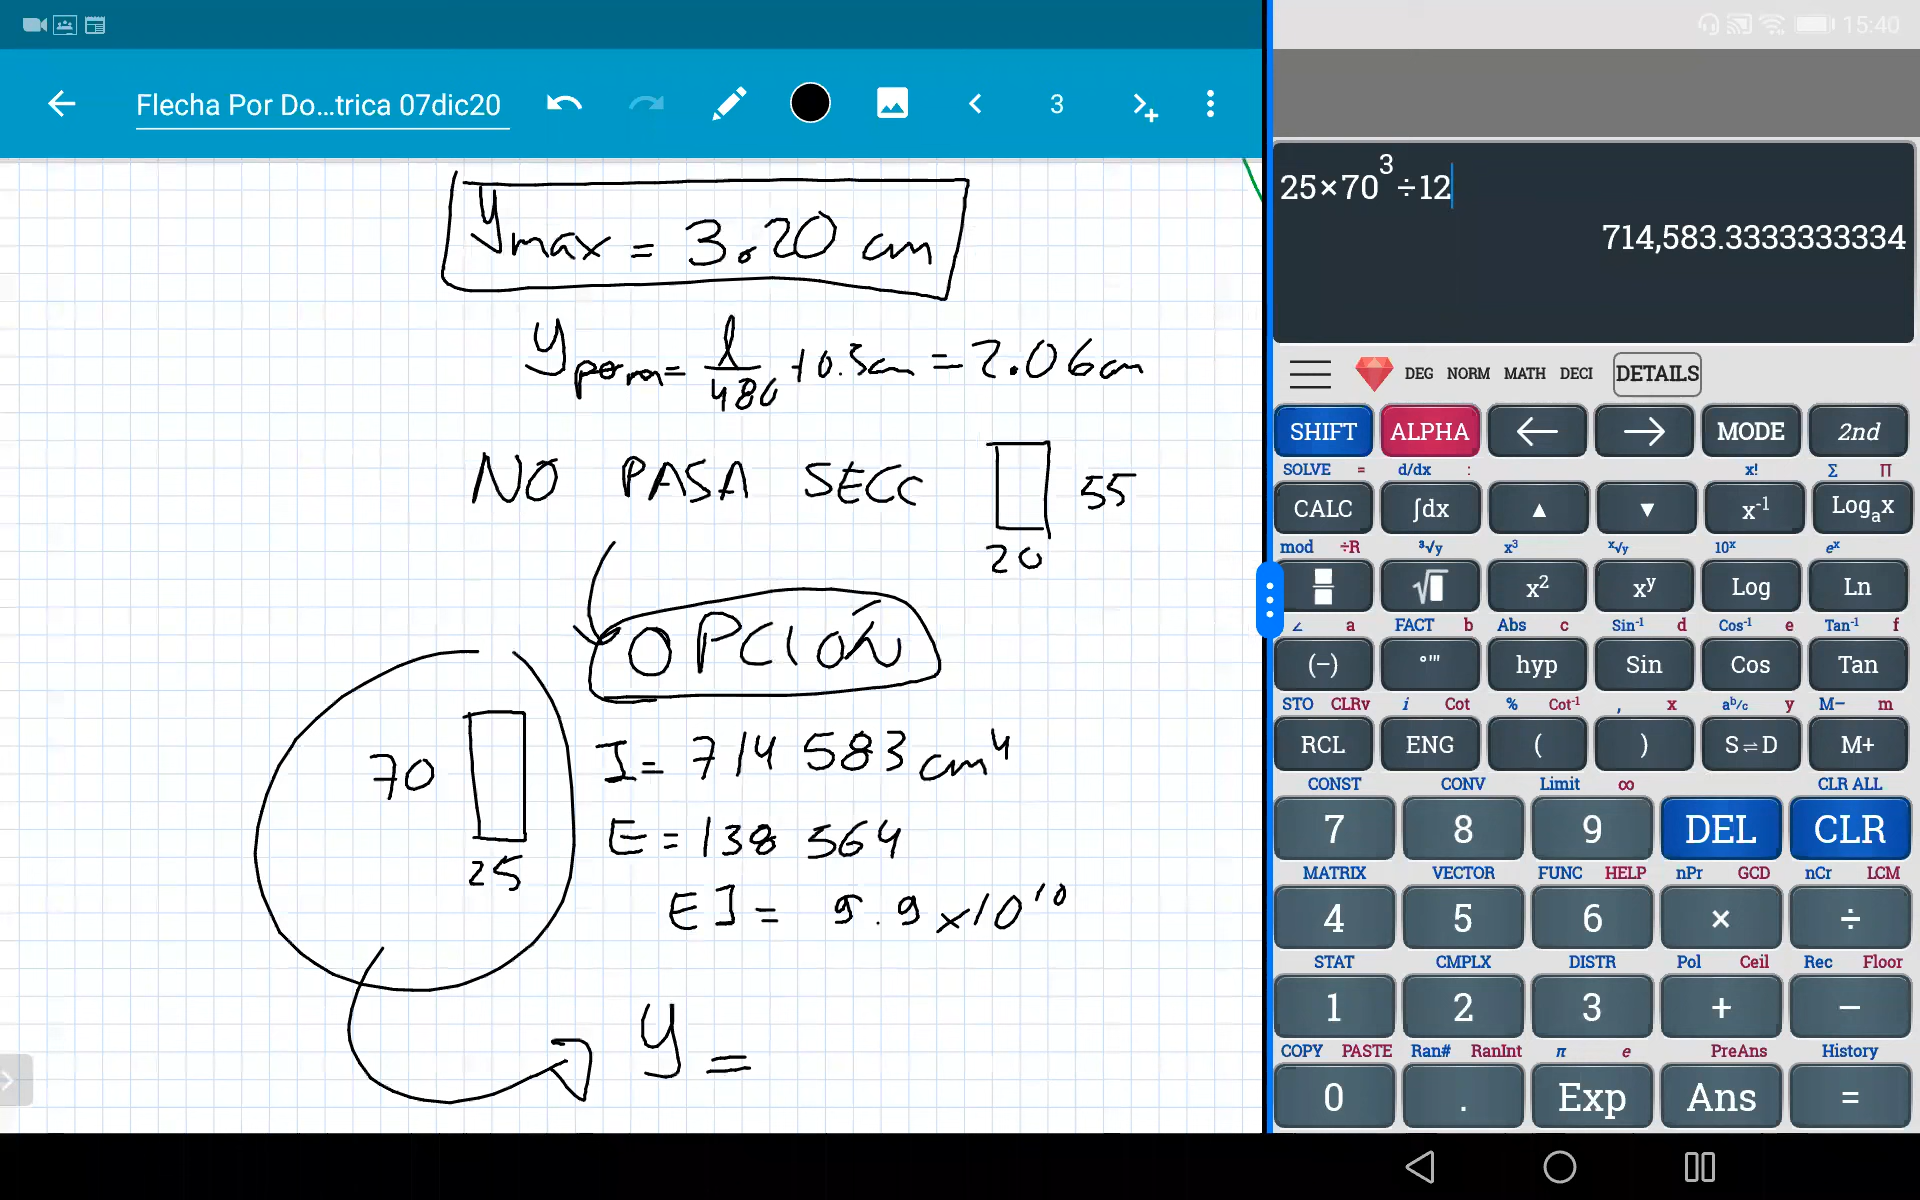 15:40
Flecha Por Do...trica 07dic20
3
ymax = 3.20 cm
yperm = l/480 + 0.3cm = 2.06cm
NO PASA SECC 55
20
OPCIÓN
70
25
I = 714 583 cm⁴
E = 138 564
EI = 9.9 x 10¹⁰
y =
25×70³÷12
714,583.3333333334
DEG NORM MATH DECI DETAILS
SHIFT ALPHA ← → MODE 2nd
SOLVE = d/dx : x! Σ Π
CALC ∫dx ▲ ▼ x⁻¹ Logₐx
mod ÷R ³√y x³ ˣ√y 10ˣ eˣ
√ x² xʸ Log Ln
∠ a FACT b Abs c Sin⁻¹ d Cos⁻¹ e Tan⁻¹ f
(−) °'" hyp Sin Cos Tan
STO CLRv i Cot % Cot⁻¹ , x aᵇ/c y M− m
RCL ENG ( ) S⇌D M+
CONST CONV Limit ∞ CLR ALL
7 8 9 DEL CLR
MATRIX VECTOR FUNC HELP nPr GCD nCr LCM
4 5 6 × ÷
STAT CMPLX DISTR Pol Ceil Rec Floor
1 2 3 + −
COPY PASTE Ran# RanInt π e PreAns History
0 . Exp Ans =